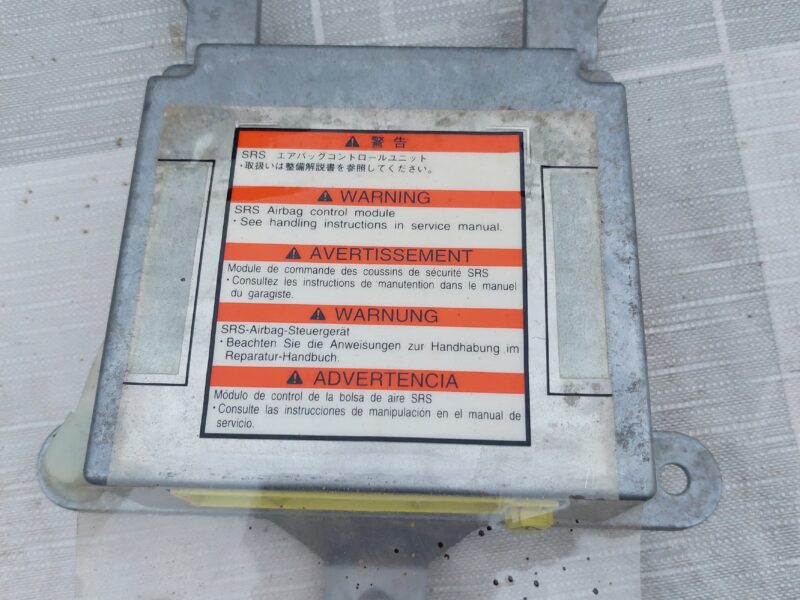 ⚠ 警告
SRS エアバッグコントロールユニット
・取扱いは整備解説書を参照してください。
⚠ WARNING
SRS Airbag control module
・See handling instructions in service manual.
⚠ AVERTISSEMENT
Module de commande des coussins de sécurité SRS
・Consultez les instructions de manutention dans le manuel
du garagiste.
⚠ WARNUNG
SRS-Airbag-Steuergerät
・Beachten Sie die Anweisungen zur Handhabung im
Reparatur-Handbuch.
⚠ ADVERTENCIA
Módulo de control de la bolsa de aire SRS
・Consulte las instrucciones de manipulación en el manual de
servicio.